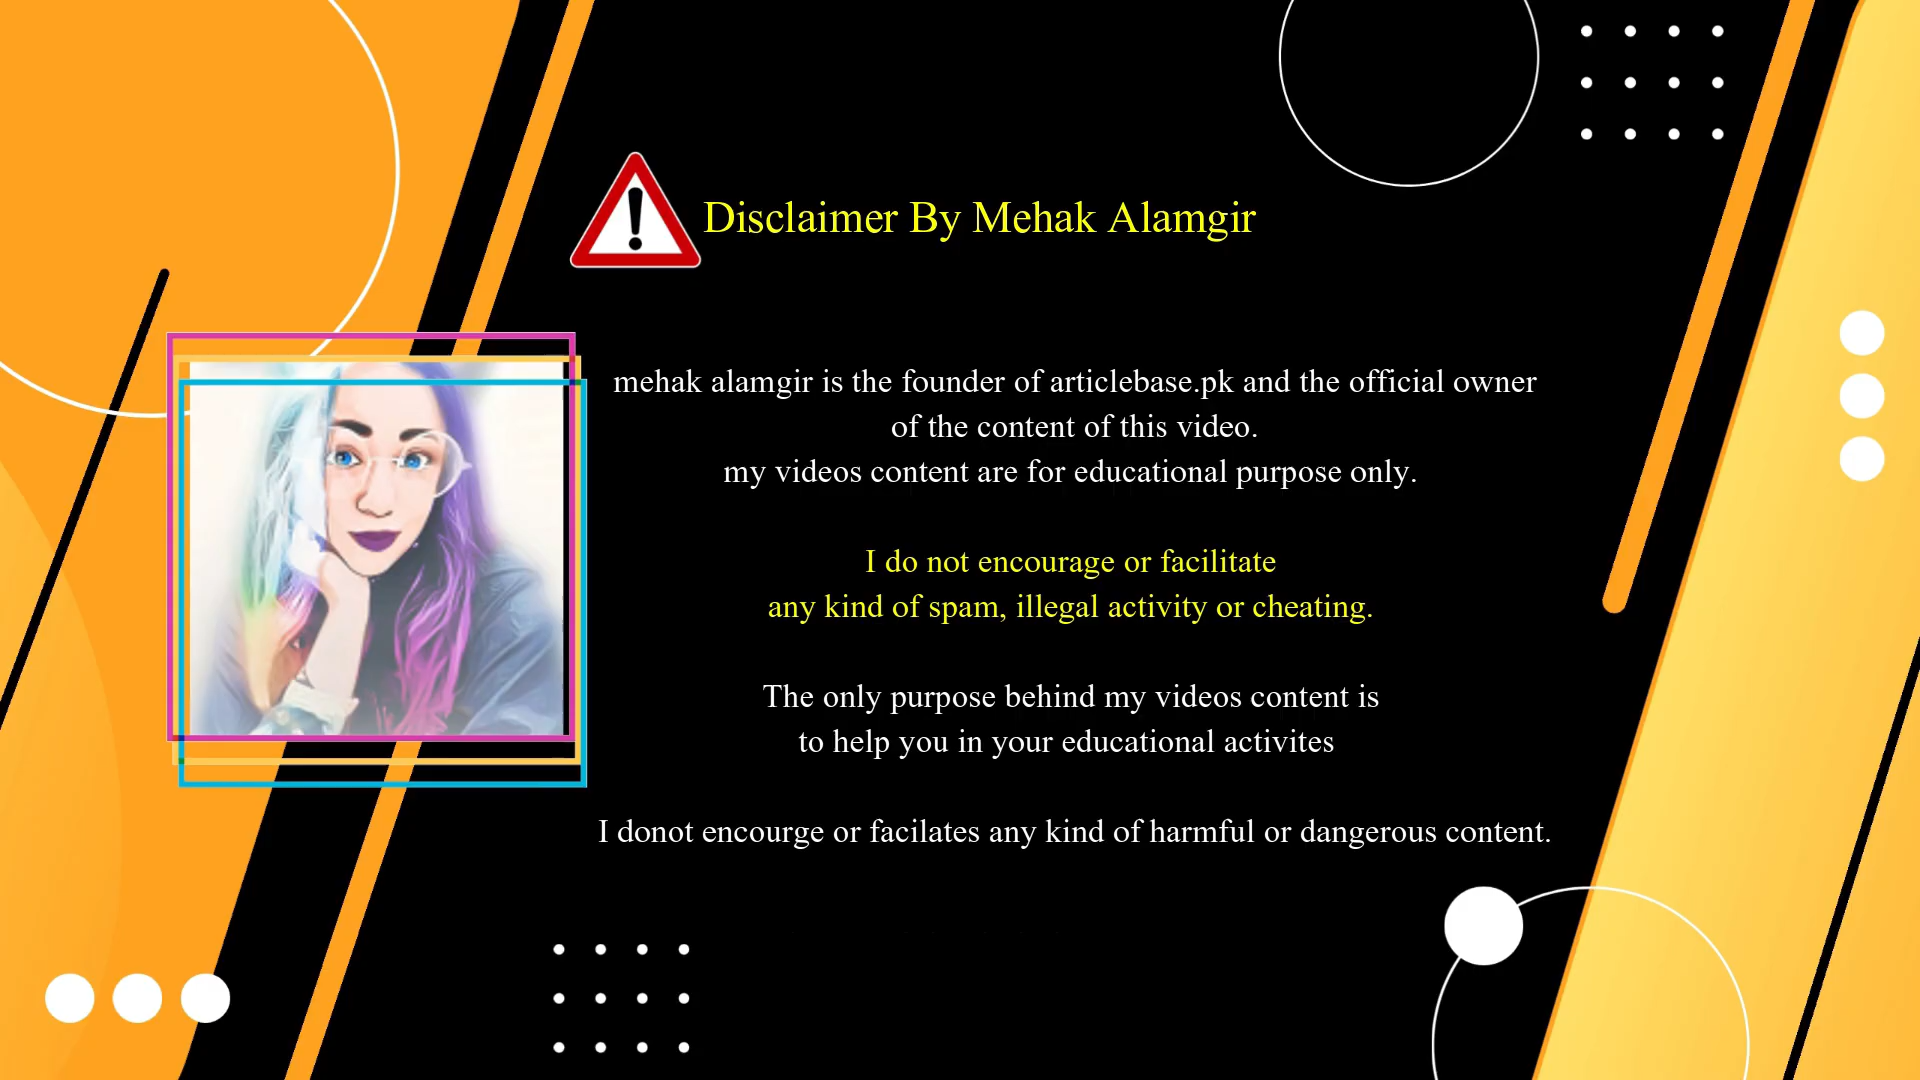 Disclaimer By Mehak Alamgir
mehak alamgir is the founder of articlebase.pk and the official owner
of the content of this video.
my videos content are for educational purpose only.
I do not encourage or facilitate
any kind of spam, illegal activity or cheating.
The only purpose behind my videos content is
to help you in your educational activites
I donot encourge or facilates any kind of harmful or dangerous content.